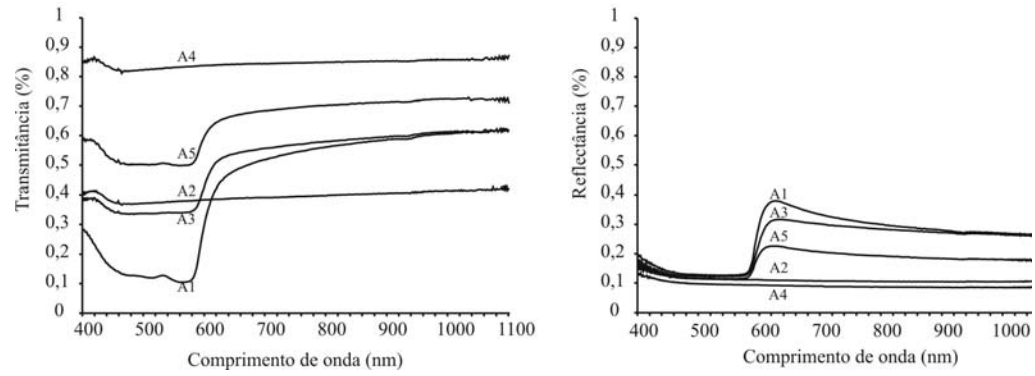 Transmitância (%)
1
0,9
0,8
0,7
0,6
0,5
0,4
0,3
0,2
0,1
0
A4
A5
A2
A3
A1
400 500 600 700 800 900 1000 1100
Comprimento de onda (nm)
Reflectância (%)
1
0,9
0,8
0,7
0,6
0,5
0,4
0,3
0,2
0,1
0
A1
A3
A5
A2
A4
400 500 600 700 800 900 1000
Comprimento de onda (nm)